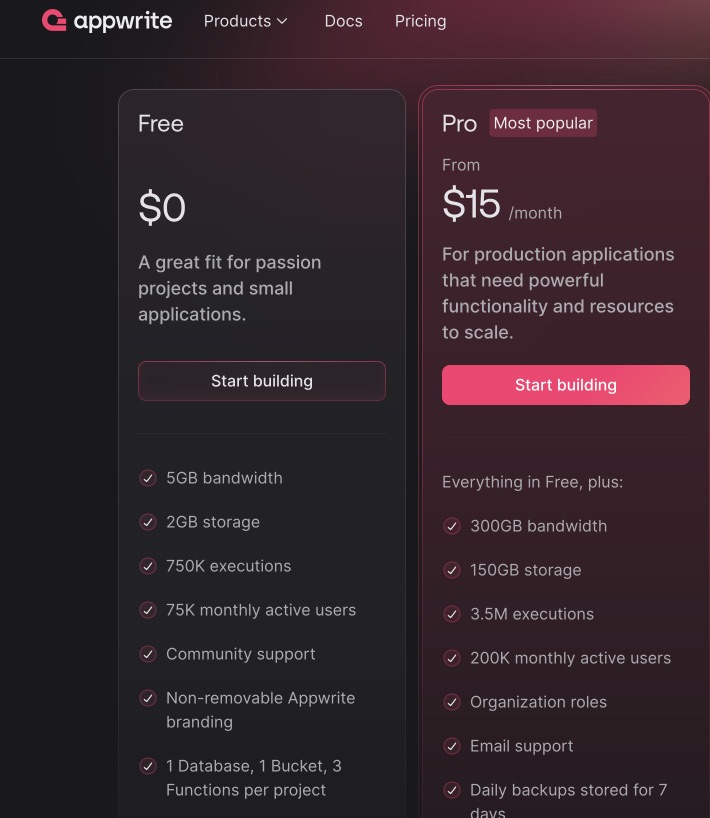 appwrite
Products
Docs
Pricing
Free
$0
A great fit for passion
projects and small
applications.
Start building
5GB bandwidth
2GB storage
750K executions
75K monthly active users
Community support
Non-removable Appwrite
branding
1 Database, 1 Bucket, 3
Functions per project
Pro
Most popular
From
$15 /month
For production applications
that need powerful
functionality and resources
to scale.
Start building
Everything in Free, plus:
300GB bandwidth
150GB storage
3.5M executions
200K monthly active users
Organization roles
Email support
Daily backups stored for 7
days